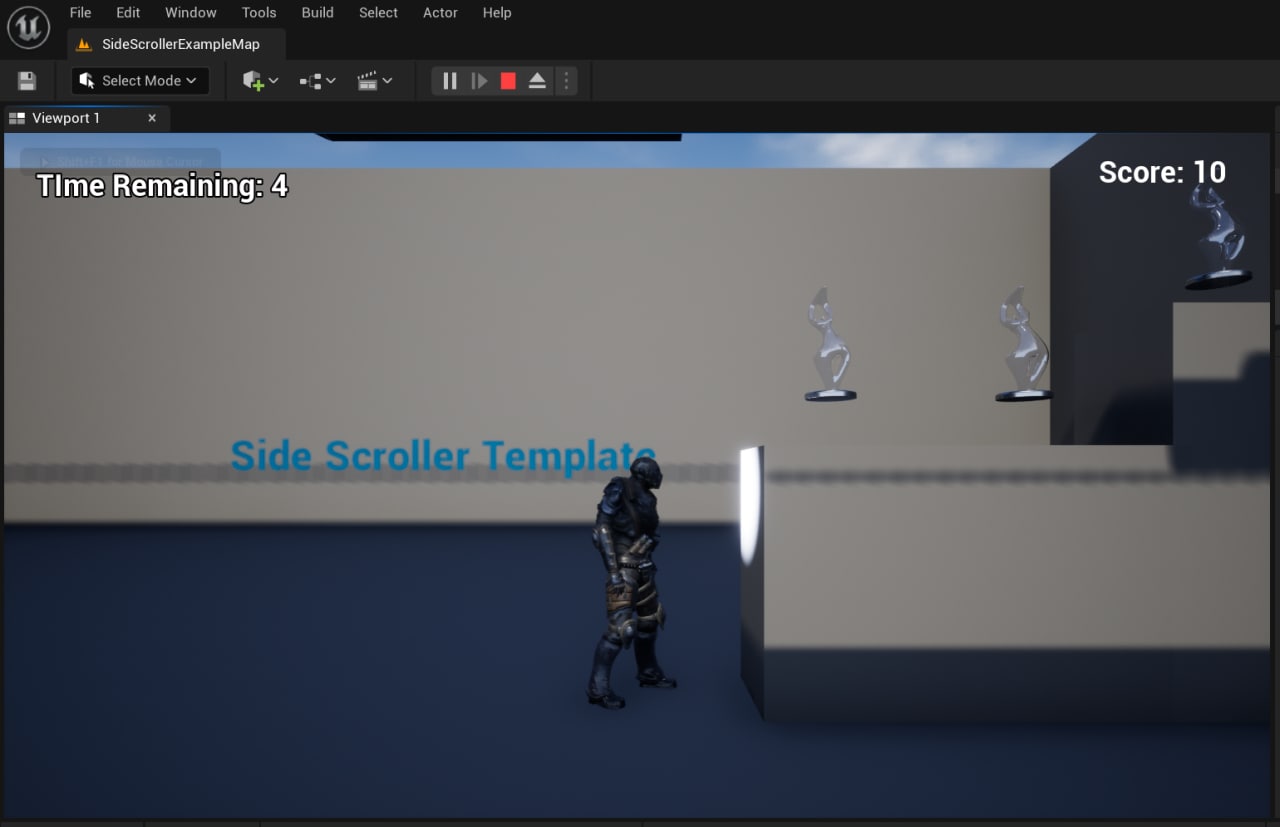 File Edit Window Tools Build Select Actor Help
SideScrollerExampleMap
Select Mode
Viewport 1
Shift+F1 for Mouse Cursor
TIme Remaining: 4
Score: 10
Side Scroller Template